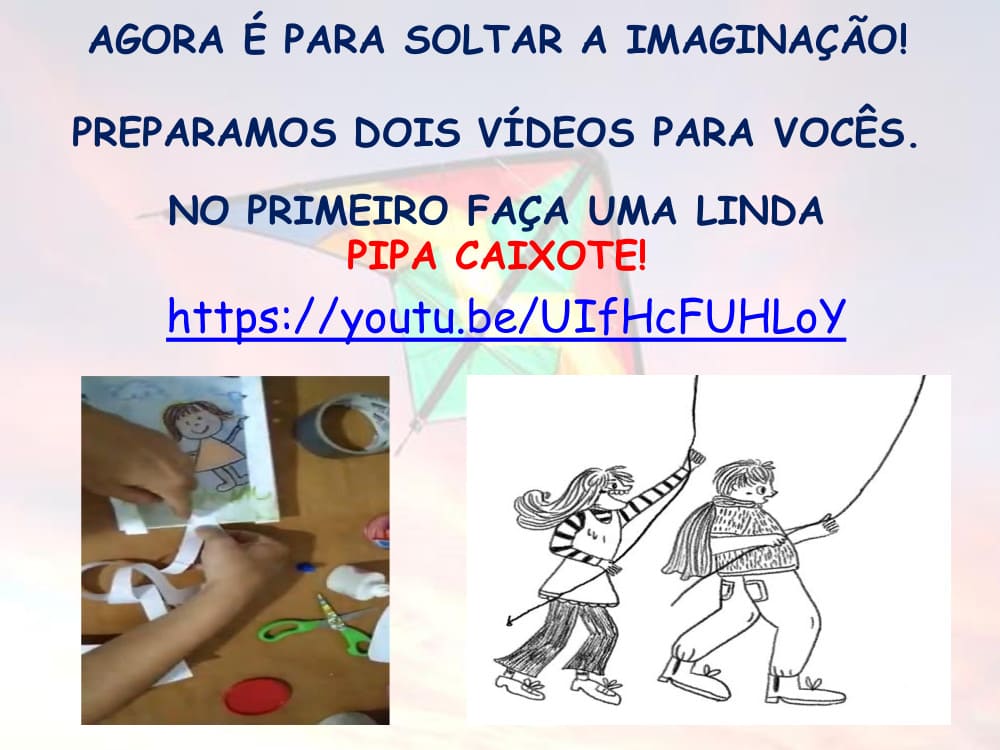 AGORA É PARA SOLTAR A IMAGINAÇÃO!
PREPARAMOS DOIS VÍDEOS PARA VOCÊS.
NO PRIMEIRO FAÇA UMA LINDA
PIPA CAIXOTE!
https://youtu.be/UIfHcFUHLoY